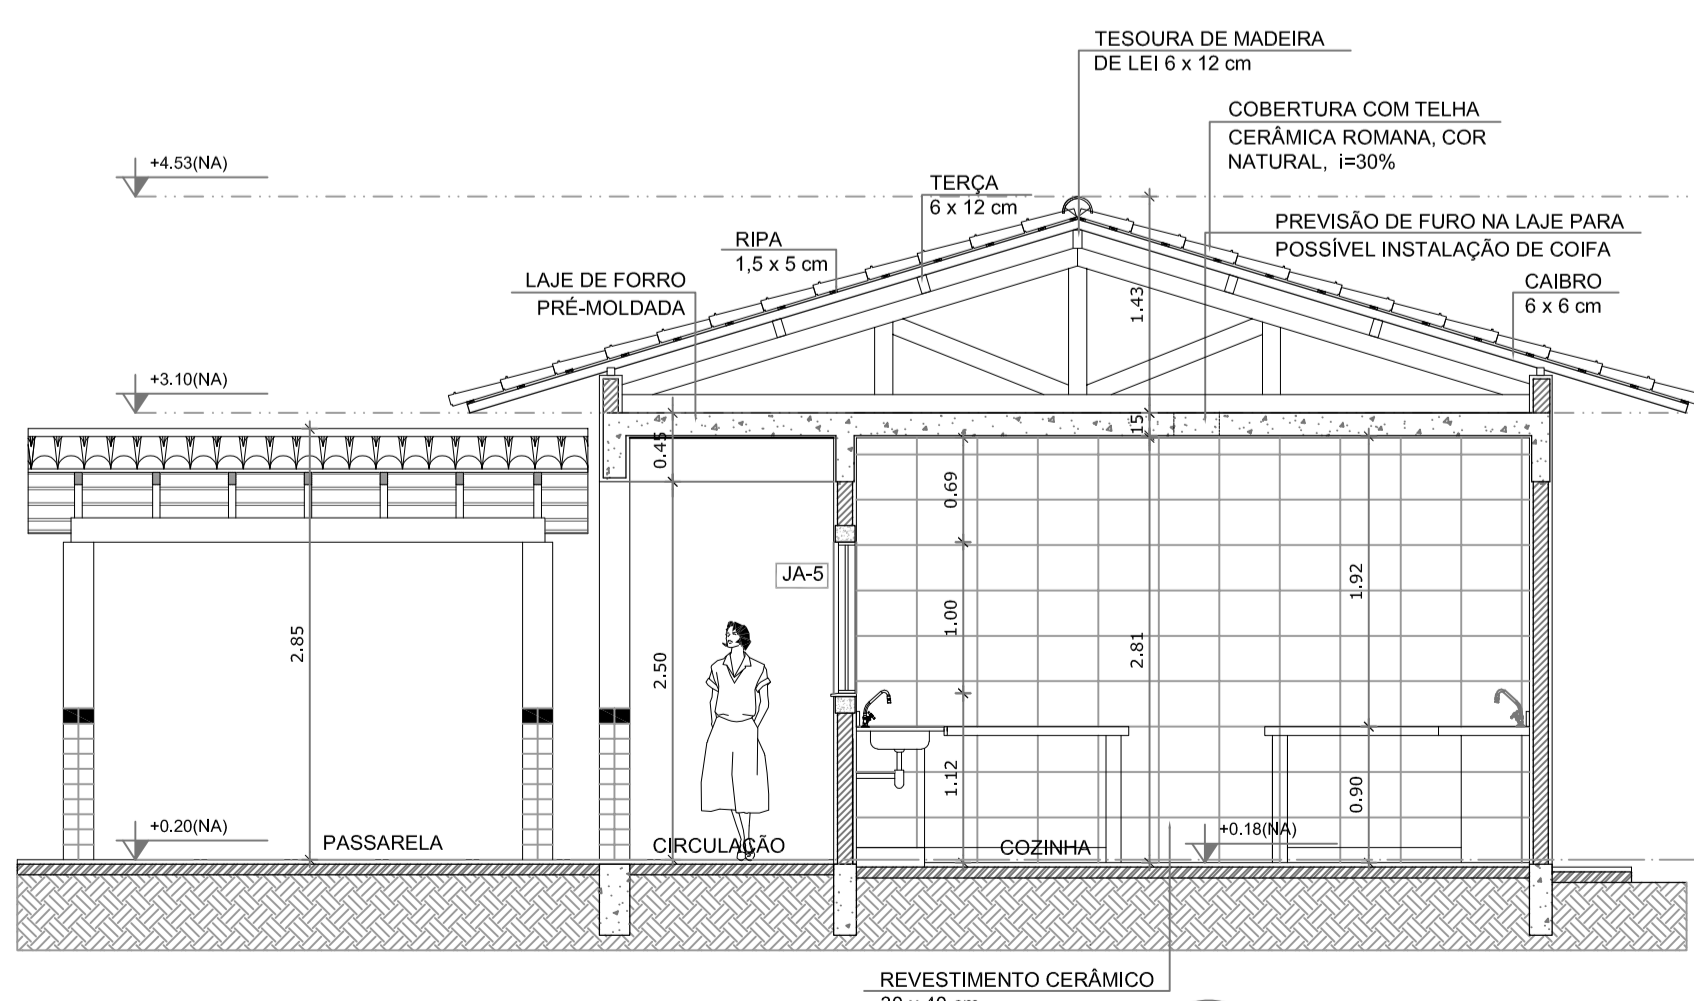 TESOURA DE MADEIRA
DE LEI 6 x 12 cm
COBERTURA COM TELHA
CERÂMICA ROMANA, COR
NATURAL, i=30%
+4.53(NA)
TERÇA
6 x 12 cm
PREVISÃO DE FURO NA LAJE PARA
POSSÍVEL INSTALAÇÃO DE COIFA
RIPA
1,5 x 5 cm
LAJE DE FORRO
PRÉ-MOLDADA
CAIBRO
6 x 6 cm
1.43
+3.10(NA)
15
0.45
0.69
JA-5
1.92
1.00
2.85
2.50
2.81
1.12
0.90
+0.20(NA)
+0.18(NA)
PASSARELA
CIRCULAÇÃO
COZINHA
REVESTIMENTO CERÂMICO
30 x 40 cm